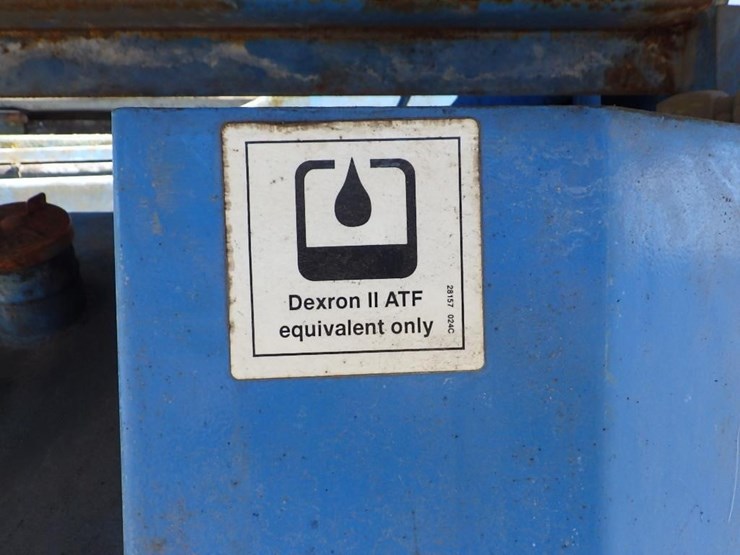 Dexron II ATF
equivalent only
28157 024C